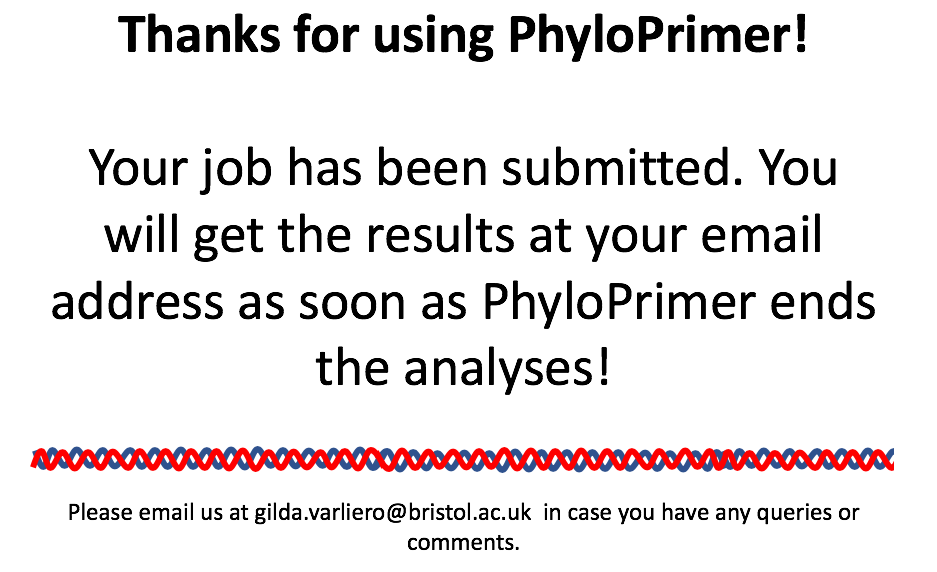 Thanks for using PhyloPrimer!
Your job has been submitted. You
will get the results at your email
address as soon as PhyloPrimer ends
the analyses!
Please email us at gilda.varliero@bristol.ac.uk in case you have any queries or
comments.